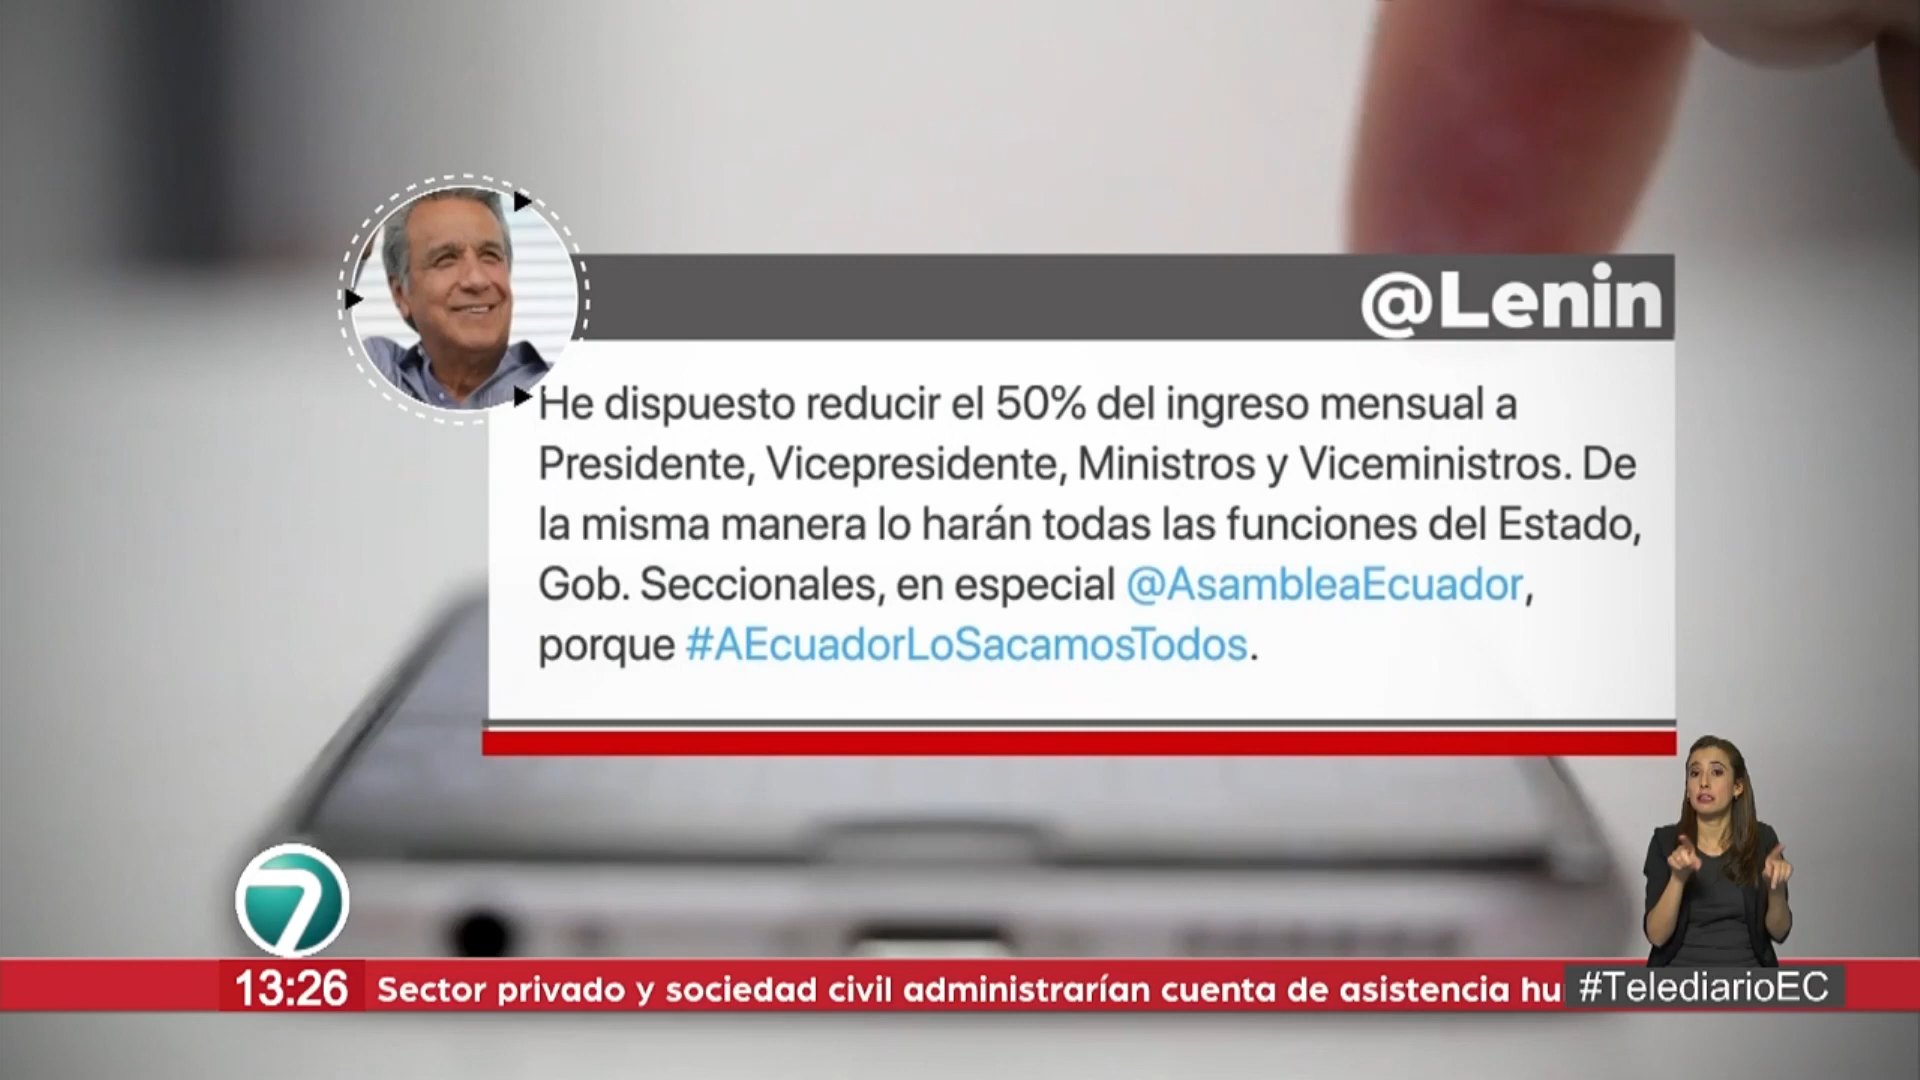 @Lenin
He dispuesto reducir el 50% del ingreso mensual a
Presidente, Vicepresidente, Ministros y Viceministros. De
la misma manera lo harán todas las funciones del Estado,
Gob. Seccionales, en especial @AsambleaEcuador,
porque #AEcuadorLoSacamosTodos.
7
13:26 Sector privado y sociedad civil administrarían cuenta de asistencia hu #TelediarioEC